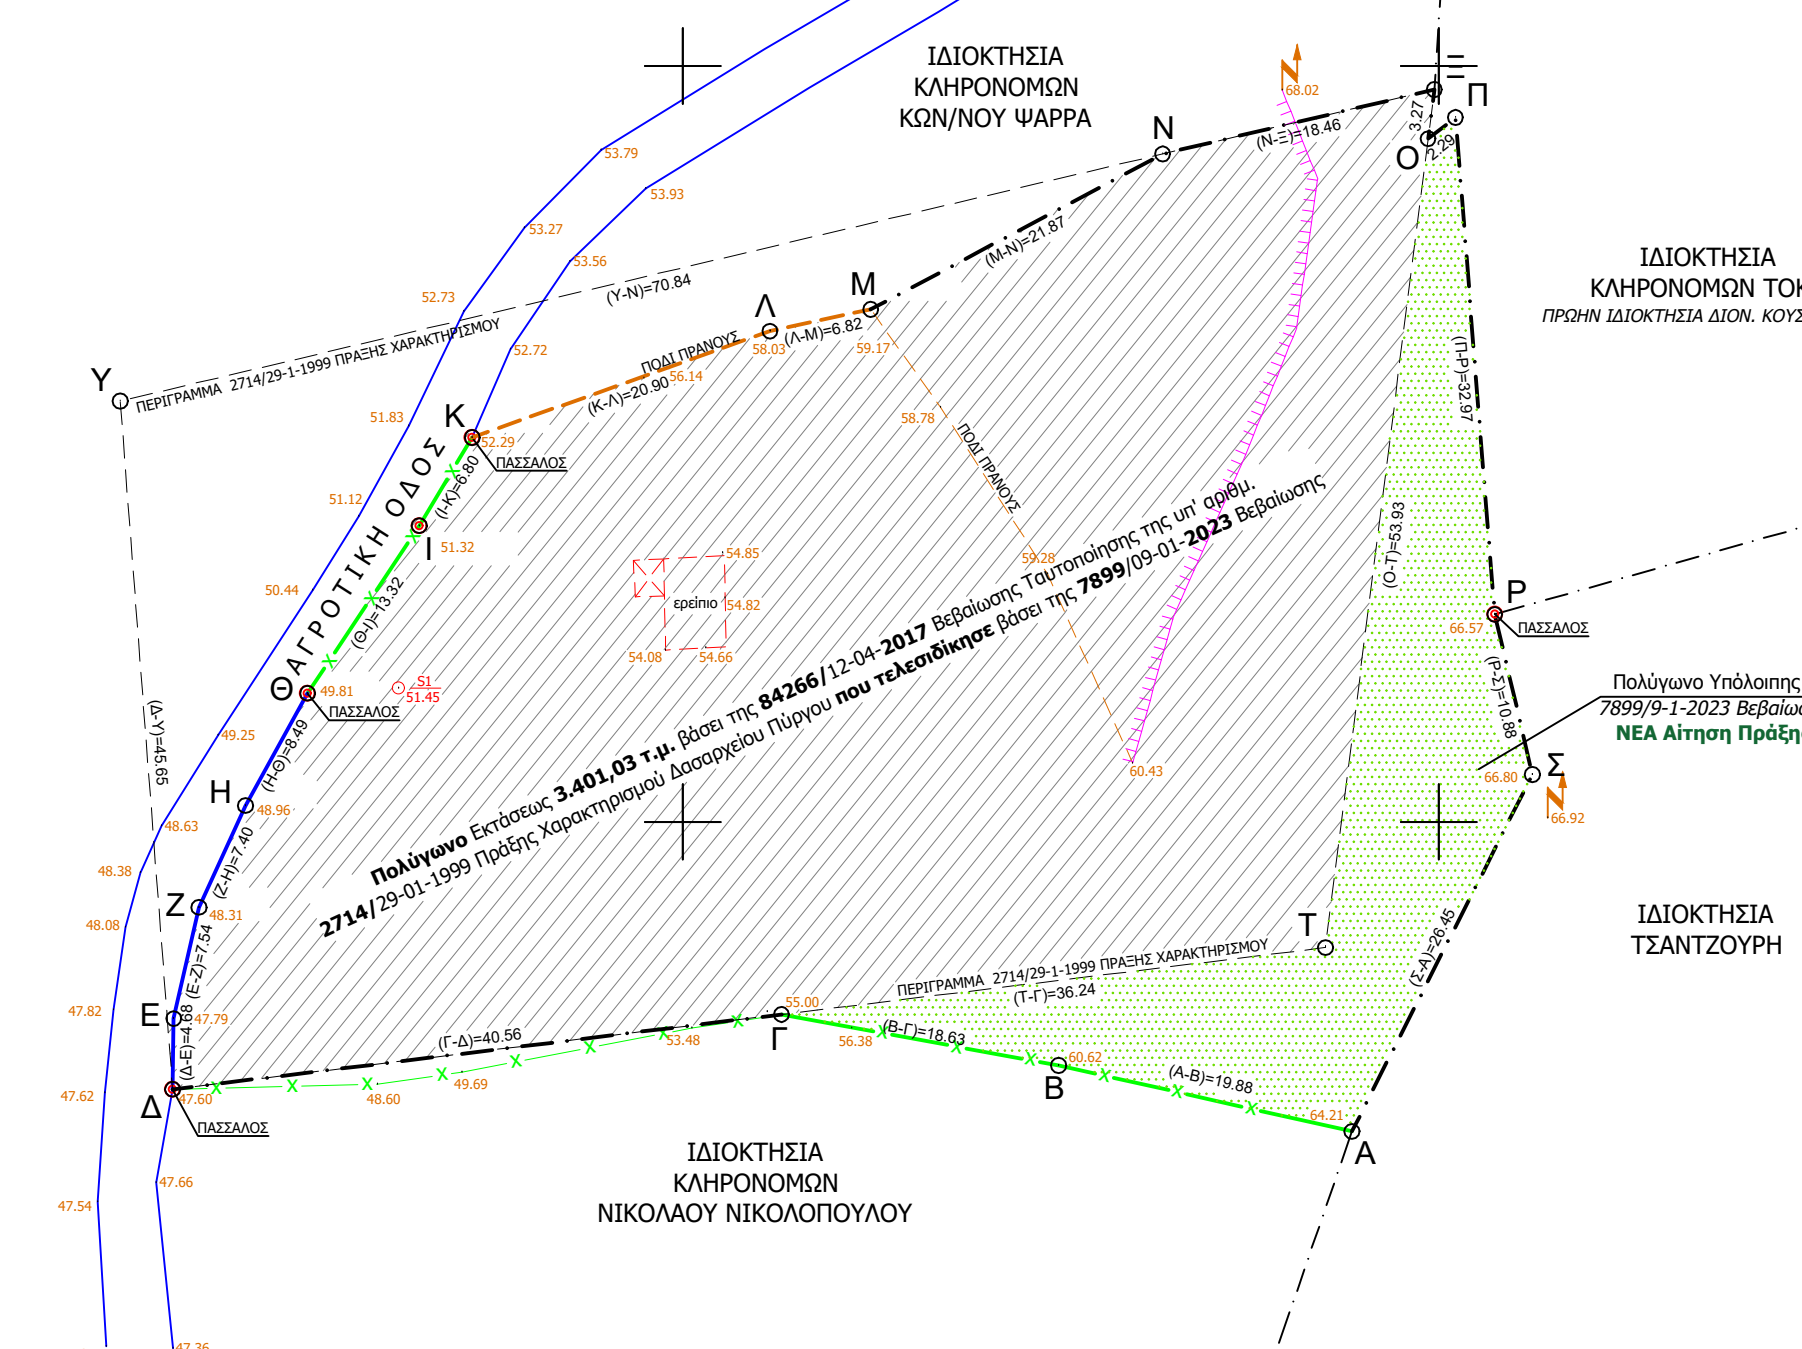 ΙΔΙΟΚΤΗΣΙΑ
ΚΛΗΡΟΝΟΜΩΝ
ΚΩΝ/ΝΟΥ ΨΑΡΡΑ
68.02
Ξ
Π
3.27
Ο
2.29
Ν
(Ν-Ξ)=18.46
53.79
53.93
53.27
53.56
(Μ-Ν)=21.87
ΙΔΙΟΚΤΗΣΙΑ
ΚΛΗΡΟΝΟΜΩΝ ΤΟΚ
ΠΡΩΗΝ ΙΔΙΟΚΤΗΣΙΑ ΔΙΟΝ. ΚΟΥΣ
52.73
(Υ-Ν)=70.84
Μ
Λ
(Λ-Μ)=6.82
58.03
59.17
52.72
ΠΟΔΙ ΠΡΑΝΟΥΣ
56.14
(Κ-Λ)=20.90
Υ
ΠΕΡΙΓΡΑΜΜΑ 2714/29-1-1999 ΠΡΑΞΗΣ ΧΑΡΑΚΤΗΡΙΣΜΟΥ
(Π-Ρ)=32.97
51.83
Κ
52.29
ΠΑΣΣΑΛΟΣ
58.78
ΠΟΔΙ ΠΡΑΝΟΥΣ
ΑΓΡΟΤΙΚΗ ΟΔΟΣ
(Ι-Κ)=6.80
51.12
Ι
51.32
54.85
59.28
(Ο-Τ)=53.93
50.44
(Θ-Ι)=13.32
ερείπιο
54.82
54.08
54.66
Ρ
66.57
ΠΑΣΣΑΛΟΣ
Θ
49.81
ΠΑΣΣΑΛΟΣ
S1
51.45
(Ρ-Σ)=10.88
Πολύγωνο Υπόλοιπης
7899/9-1-2023 Βεβαίωσ
ΝΕΑ Αίτηση Πράξης
(Δ-Υ)=45.65
49.25
(Η-Θ)=8.49
Πολύγωνο Εκτάσεως 3.401,03 τ.μ. βάσει της 84266/12-04-2017 Βεβαίωσης Ταυτοποίησης της υπ' αριθμ.
2714/29-01-1999 Πράξης Χαρακτηρισμού Δασαρχείου Πύργου που τελεσιδίκησε βάσει της 7899/09-01-2023 Βεβαίωσης
60.43
66.80
Σ
66.92
Η
48.96
48.63
(Ζ-Η)=7.40
48.38
Ζ
48.31
48.08
Τ
(Σ-Α)=26.45
ΙΔΙΟΚΤΗΣΙΑ
ΤΣΑΝΤΖΟΥΡΗ
(Ε-Ζ)=7.54
ΠΕΡΙΓΡΑΜΜΑ 2714/29-1-1999 ΠΡΑΞΗΣ ΧΑΡΑΚΤΗΡΙΣΜΟΥ
(Τ-Γ)=36.24
47.82
Ε
47.79
55.00
Γ
(Γ-Δ)=40.56
53.48
56.38
(Β-Γ)=18.63
60.62
Β
(Α-Β)=19.88
(Δ-Ε)=4.68
47.62
Δ
47.60
48.60
49.69
ΠΑΣΣΑΛΟΣ
64.21
Α
ΙΔΙΟΚΤΗΣΙΑ
ΚΛΗΡΟΝΟΜΩΝ
ΝΙΚΟΛΑΟΥ ΝΙΚΟΛΟΠΟΥΛΟΥ
47.66
47.54
47.36